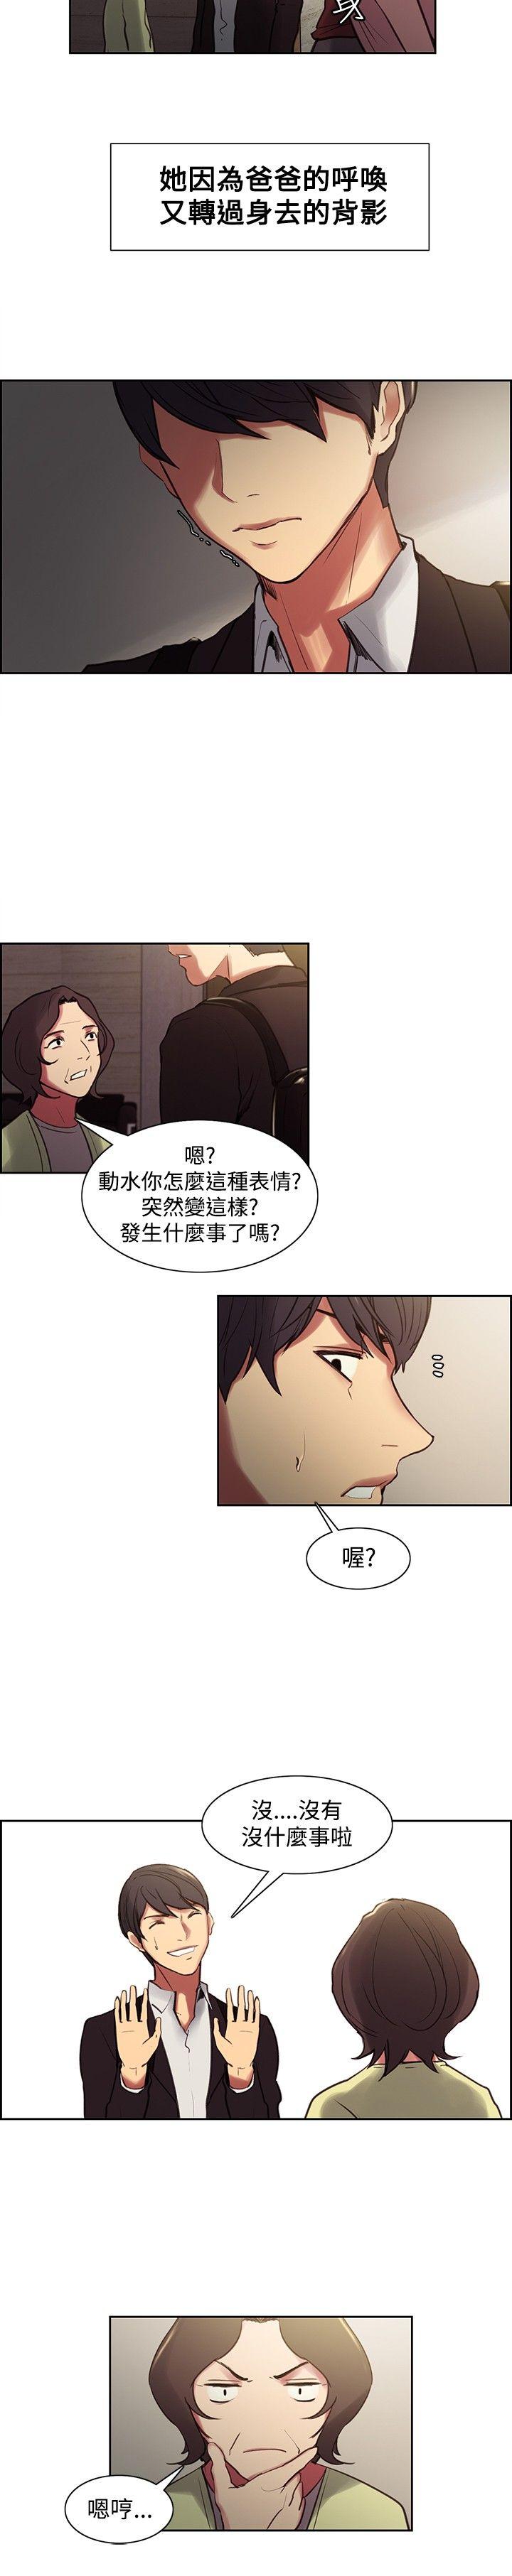 身
她因為爸爸的呼喚
又轉過身去的背影
嗯?
動水你怎麼這種表情?
突然變這樣?
發生什麼事了嗎?
喔?
沒....沒有
沒什麼事啦
嗯哼...